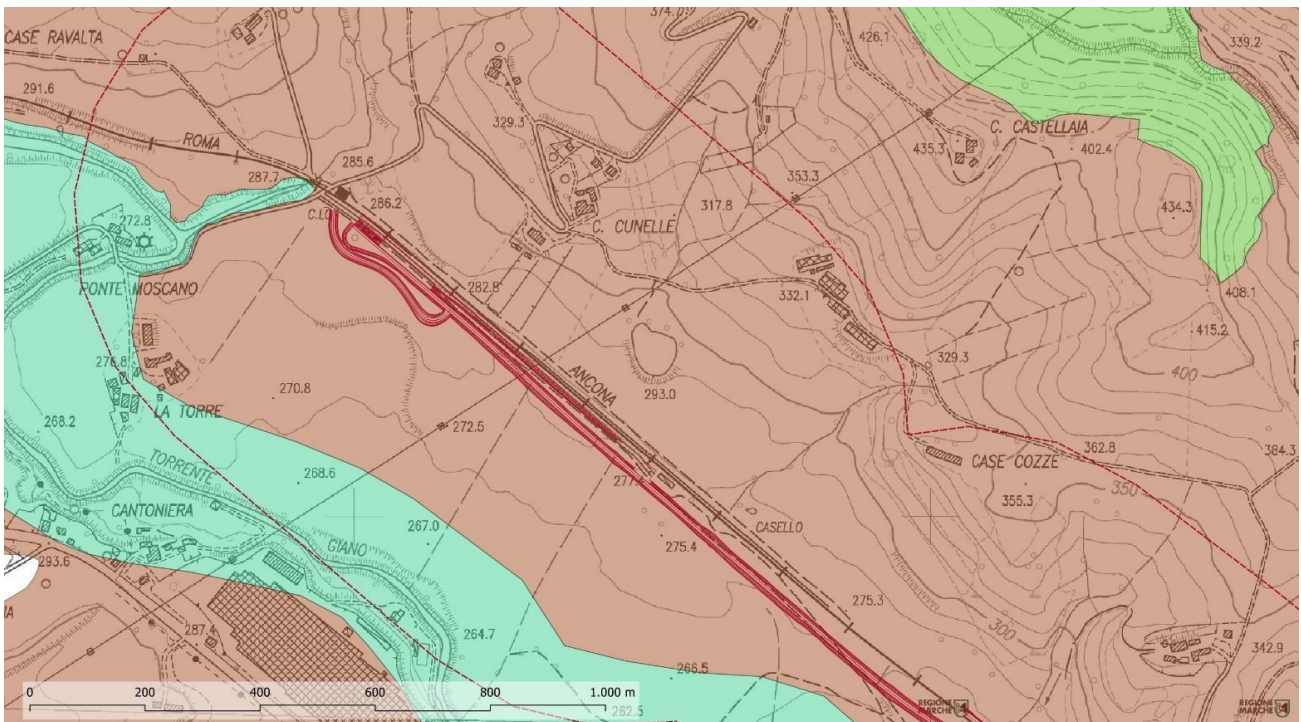 374.0
CASE RAVALTA
426.1
339.2
291.6
ROMA
329.3
C. CASTELLAIA
285.6
435.3
402.4
287.7
353.3
286.2
317.8
434.3
C.LO
272.8
C. CUNELLE
PONTE MOSCANO
282.8
332.1
408.1
415.2
276.8
329.3
270.8
ANCONA
293.0
400
LA TORRE
268.2
272.5
362.8
384.3
TORRENTE
268.6
CASE COZZE
277.4
350
355.3
CANTONIERA
267.0
CASELLO
GIANO
275.4
293.6
275.3
287.4
264.7
300
342.9
266.5
0 200 400 600 800 1.000 m
262.5
REGIONE MARCHE
REGIONE MARCHE